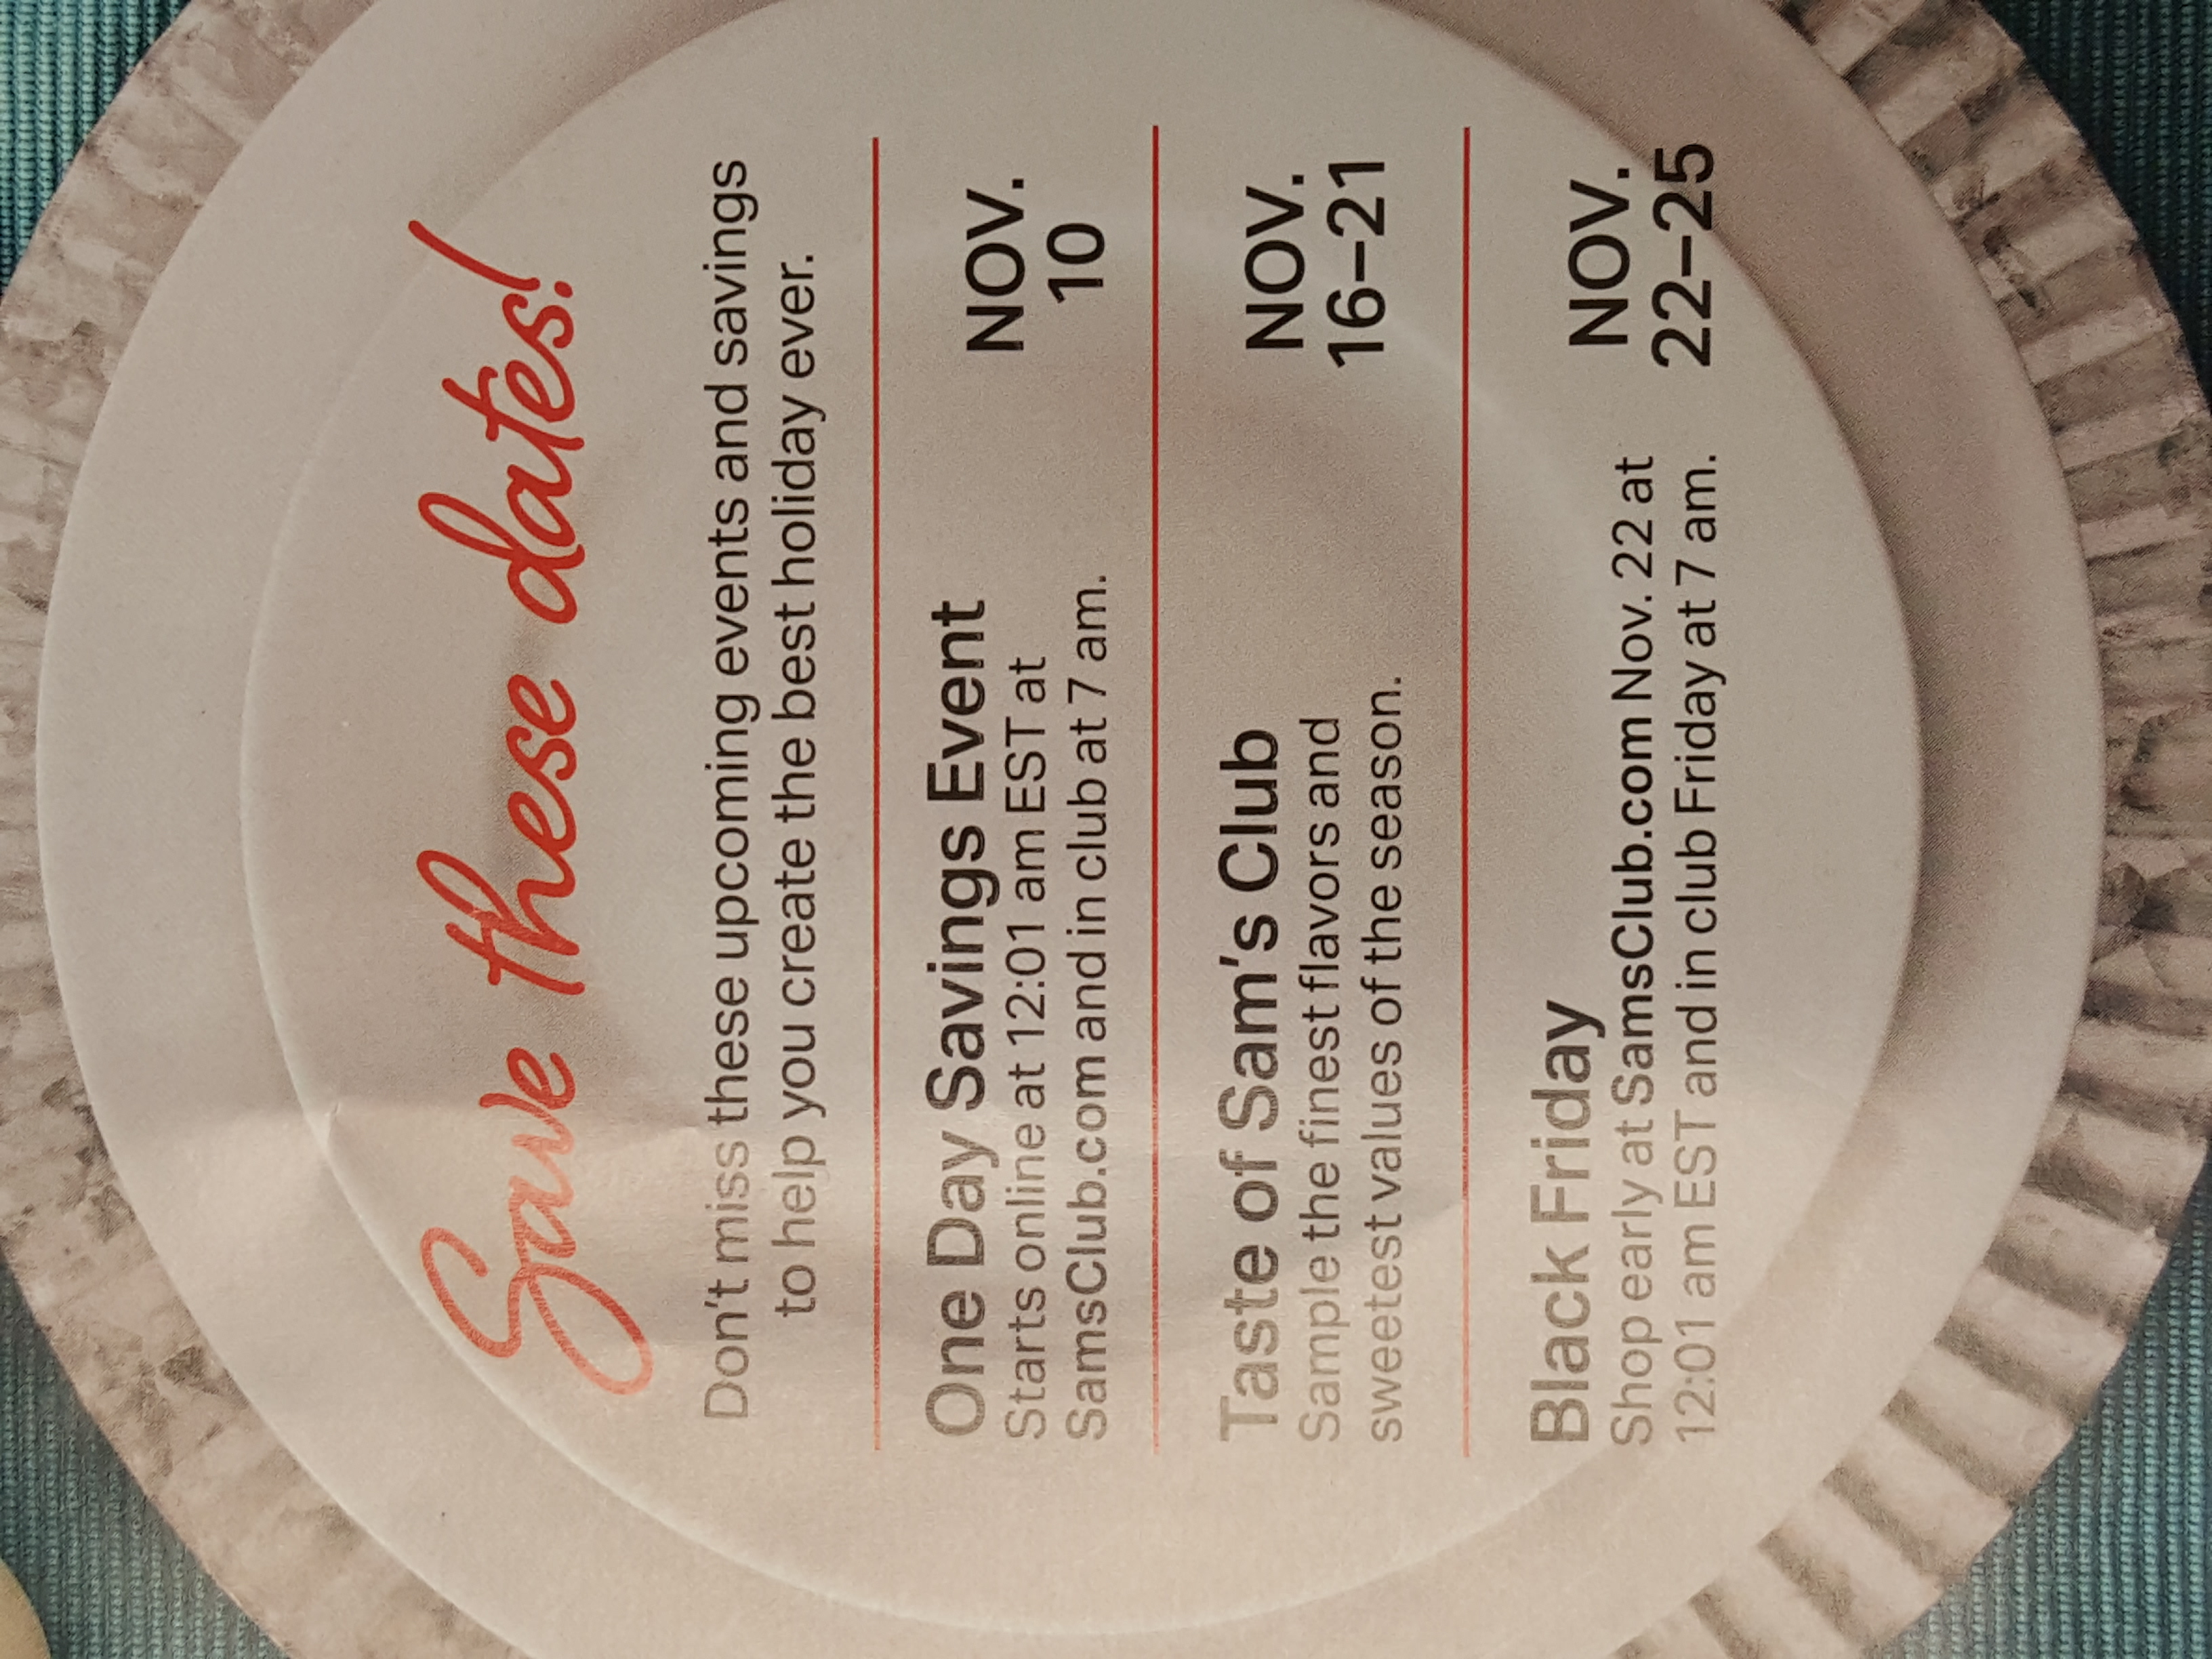 Save these dates!
Don't miss these upcoming events and savings
to help you create the best holiday ever.
One Day Savings Event
Starts online at 12:01 am EST at
SamsClub.com and in club at 7 am.
NOV.
10
Taste of Sam's Club
Sample the finest flavors and
sweetest values of the season.
NOV.
16–21
Black Friday
Shop early at SamsClub.com Nov. 22 at
12:01 am EST and in club Friday at 7 am.
NOV.
22–25